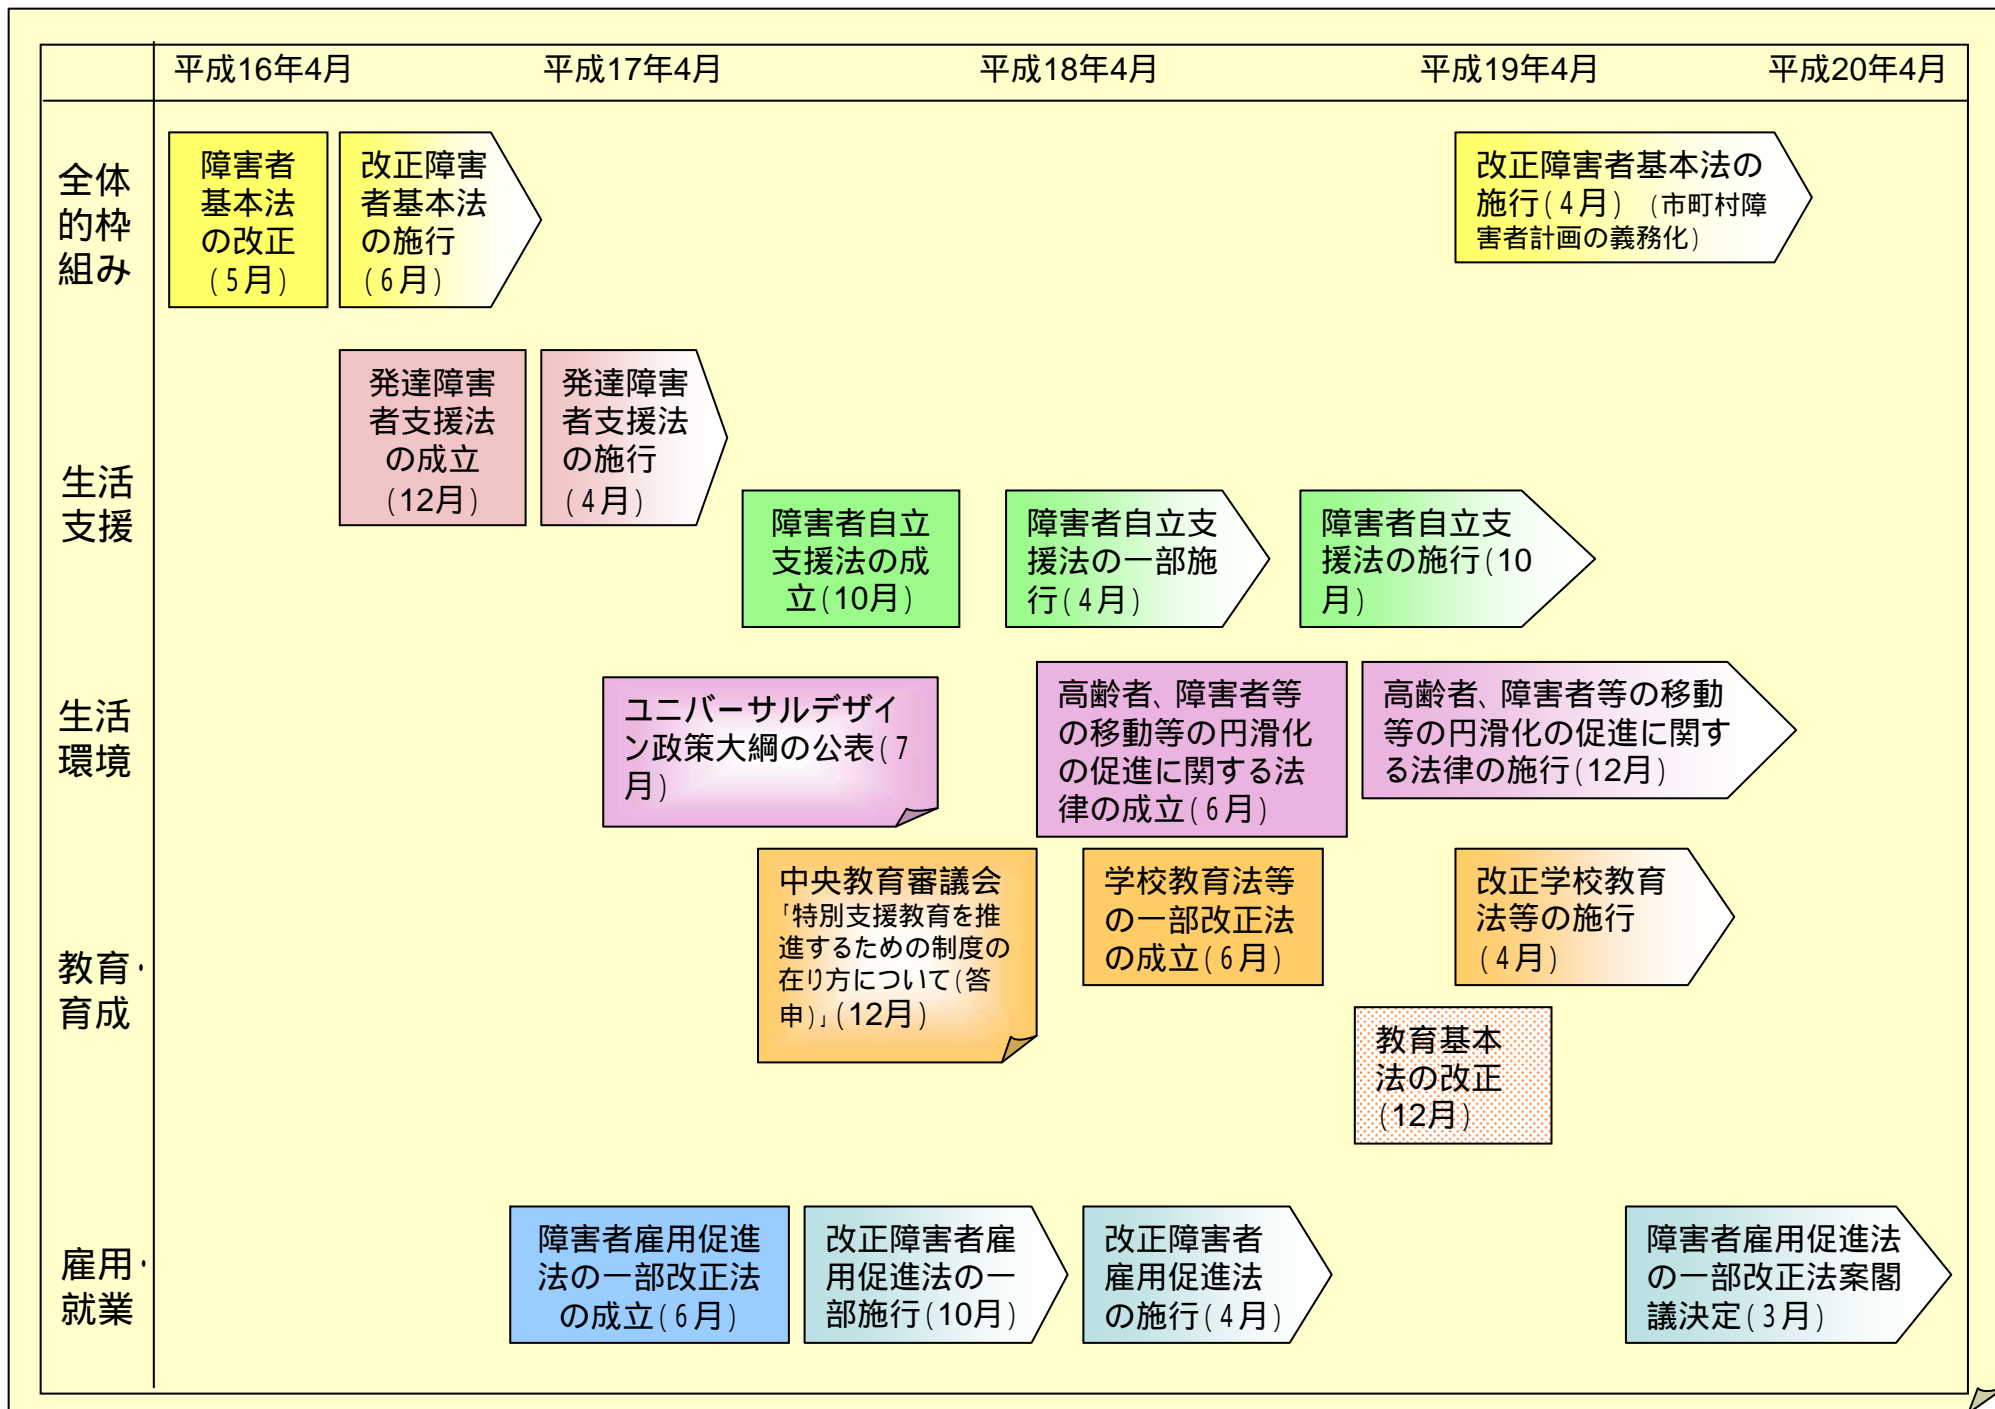 平成16年4月
平成17年4月
平成18年4月
平成19年4月
平成20年4月
全体
的枠
組み
障害者
基本法
の改正
(5月)
改正障害
者基本法
の施行
(6月)
改正障害者基本法の
施行(4月) (市町村障
害者計画の義務化)
生活
支援
発達障害
者支援法
の成立
(12月)
発達障害
者支援法
の施行
(4月)
障害者自立
支援法の成
立(10月)
障害者自立支
援法の一部施
行(4月)
障害者自立支
援法の施行(10
月)
生活
環境
ユニバーサルデザイ
ン政策大綱の公表(7
月)
高齢者、障害者等
の移動等の円滑化
の促進に関する法
律の成立(6月)
高齢者、障害者等の移動
等の円滑化の促進に関す
る法律の施行(12月)
教育・
育成
中央教育審議会
「特別支援教育を推
進するための制度の
在り方について(答
申)」(12月)
学校教育法等
の一部改正法
の成立(6月)
改正学校教育
法等の施行
(4月)
教育基本
法の改正
(12月)
雇用・
就業
障害者雇用促進
法の一部改正法
の成立(6月)
改正障害者雇
用促進法の一
部施行(10月)
改正障害者
雇用促進法
の施行(4月)
障害者雇用促進法
の一部改正法案閣
議決定(3月)